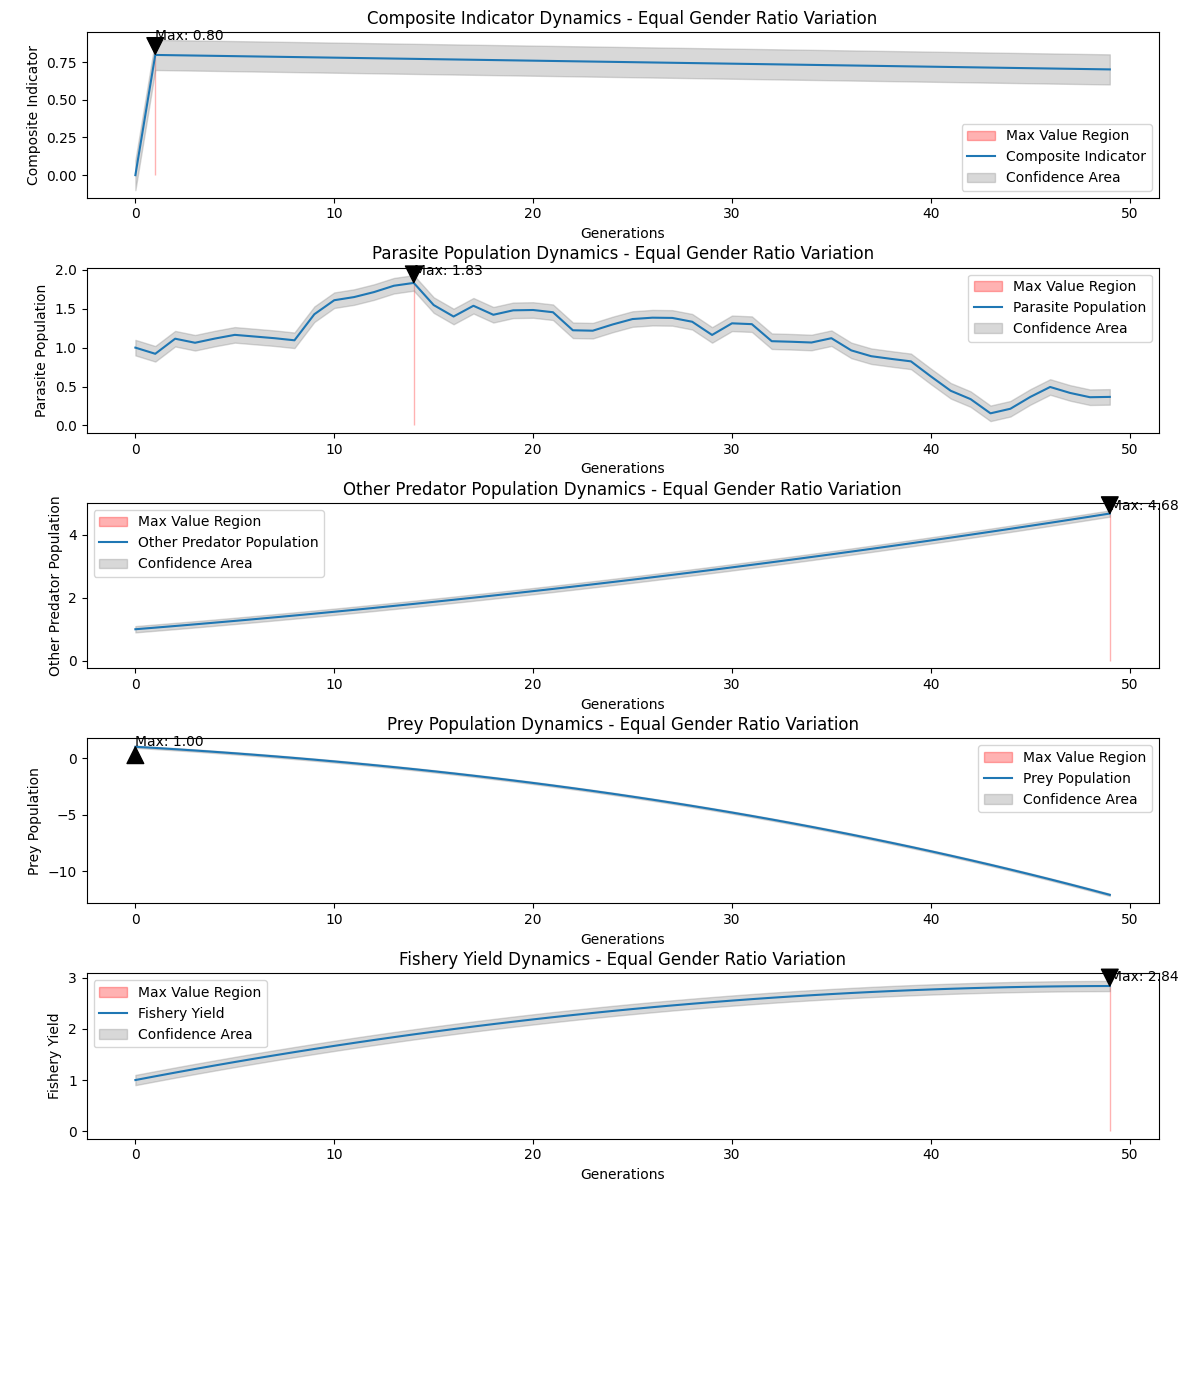 Composite Indicator Dynamics - Equal Gender Ratio Variation
Max: 0.80
Composite Indicator
0.75
0.50
0.25
0.00
Max Value Region
Composite Indicator
Confidence Area
0 10 20 30 40 50
Generations
Parasite Population Dynamics - Equal Gender Ratio Variation
Max: 1.83
Parasite Population
2.0
1.5
1.0
0.5
0.0
Max Value Region
Parasite Population
Confidence Area
0 10 20 30 40 50
Generations
Other Predator Population Dynamics - Equal Gender Ratio Variation
Max: 4.68
Other Predator Population
4
2
0
Max Value Region
Other Predator Population
Confidence Area
0 10 20 30 40 50
Generations
Prey Population Dynamics - Equal Gender Ratio Variation
Max: 1.00
Prey Population
0
−5
−10
Max Value Region
Prey Population
Confidence Area
0 10 20 30 40 50
Generations
Fishery Yield Dynamics - Equal Gender Ratio Variation
Max: 2.84
Fishery Yield
3
2
1
0
Max Value Region
Fishery Yield
Confidence Area
0 10 20 30 40 50
Generations